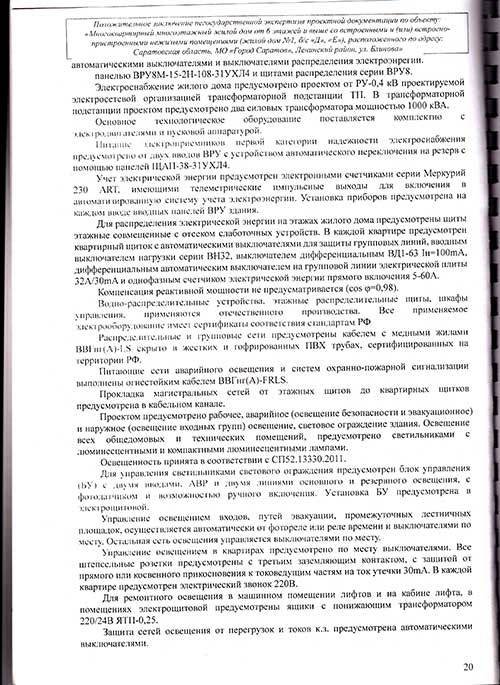 Положительное заключение негосударственной экспертизы проектной документации по объекту:
«Многоквартирный многоэтажный жилой дом от 6 этажей и выше со встроенными и (или) встроенно-
пристроенными нежилыми помещениями (жилой дом №1, б/с «Д», «Е»), расположенного по адресу:
Саратовская область, МО «Город Саратов», Ленинский район, ул. Блинова»
автоматическими выключателями и выключателями распределения электроэнергии.
панелью ВРУ8М-15-2Н-108-31УХЛ4 и щитами распределения серии ВРУ8.
Электроснабжение жилого дома предусмотрено проектом от РУ-0,4 кВ проектируемой
электросетевой организацией трансформаторной подстанции ТП. В трансформаторной
подстанции проектом предусмотрено два силовых трансформатора мощностью 1000 кВА.
Основное технологическое оборудование поставляется комплектно с
электродвигателями и пусковой аппаратурой.
Питание электроприемников первой категории надежности электроснабжения
предусмотрено от двух вводов ВРУ с устройством автоматического переключения на резерв с
помощью панелей ЩАП-38-31УХЛ4.
Учет электрической энергии предусмотрен электронными счетчиками серии Меркурий
230 ART, имеющими телеметрические импульсные выходы для включения в
автоматизированную систему учета электроэнергии. Установка приборов предусмотрена на
каждом вводе вводных панелей ВРУ здания.
Для распределения электрической энергии на этажах жилого дома предусмотрены щиты
этажные совмещенные с отсеком слаботочных устройств. В каждой квартире предусмотрен
квартирный щиток с автоматическими выключателями для защиты групповых линий, вводным
выключателем нагрузки серии ВН32, выключателем дифференциальным ВД1-63 Iн=100mA,
дифференциальным автоматическим выключателем на групповой линии электрической плиты
32А/30mA и однофазным счетчиком электрической энергии прямого включения 5-60А.
Компенсация реактивной мощности не предусматривается (cos φ=0,98).
Водно-распределительные устройства, этажные распределительные щиты, шкафы
управления, применяются отечественного производства. Все применяемое
электрооборудование имеет сертификаты соответствия стандартам РФ
Распределительные и групповые сети предусмотрены кабелем с медными жилами
ВВГнг(А)-LS скрыто в жестких и гофрированных ПВХ трубах, сертифицированных на
территории РФ.
Питающие сети аварийного освещения и систем охранно-пожарной сигнализации
выполнены огнестойким кабелем ВВГнг(А)-FRLS.
Прокладка магистральных сетей от этажных щитов до квартирных щитков
предусмотрена в кабельном канале.
Проектом предусмотрено рабочее, аварийное (освещение безопасности и эвакуационное)
и наружное (освещение входных групп) освещение, световое ограждение здания. Освещение
всех общедомовых и технических помещений, предусмотрено светильниками с
люминесцентными и компактными люминесцентными лампами.
Освещенность принята в соответствии с СП52.13330.2011.
Для управления светильниками светового ограждения предусмотрен блок управления
(БУ) с двумя вводами, АВР и двумя линиями основного и резервного освещения, с
фотодатчиком и возможностью ручного включения. Установка БУ предусмотрена в
электрощитовой.
Управление освещением входов, путей эвакуации, промежуточных лестничных
площадок, осуществляется автоматически от фотореле или реле времени и выключателями по
месту. Остальная сеть освещения управляется выключателями по месту.
Управление освещением в квартирах предусмотрено по месту выключателями. Все
штепсельные розетки предусмотрены с третьим заземляющим контактом, с защитой от
прямого или косвенного прикосновения к токоведущим частям на ток утечки 30mA. В каждой
квартире предусмотрен электрический звонок 220В.
Для ремонтного освещения в машинном помещении лифтов и на кабине лифта, в
помещениях электрощитовой предусмотрены ящики с понижающим трансформатором
220/24В ЯТП-0,25.
Защита сетей освещения от перегрузок и токов к.з. предусмотрена автоматическими
выключателями.
20